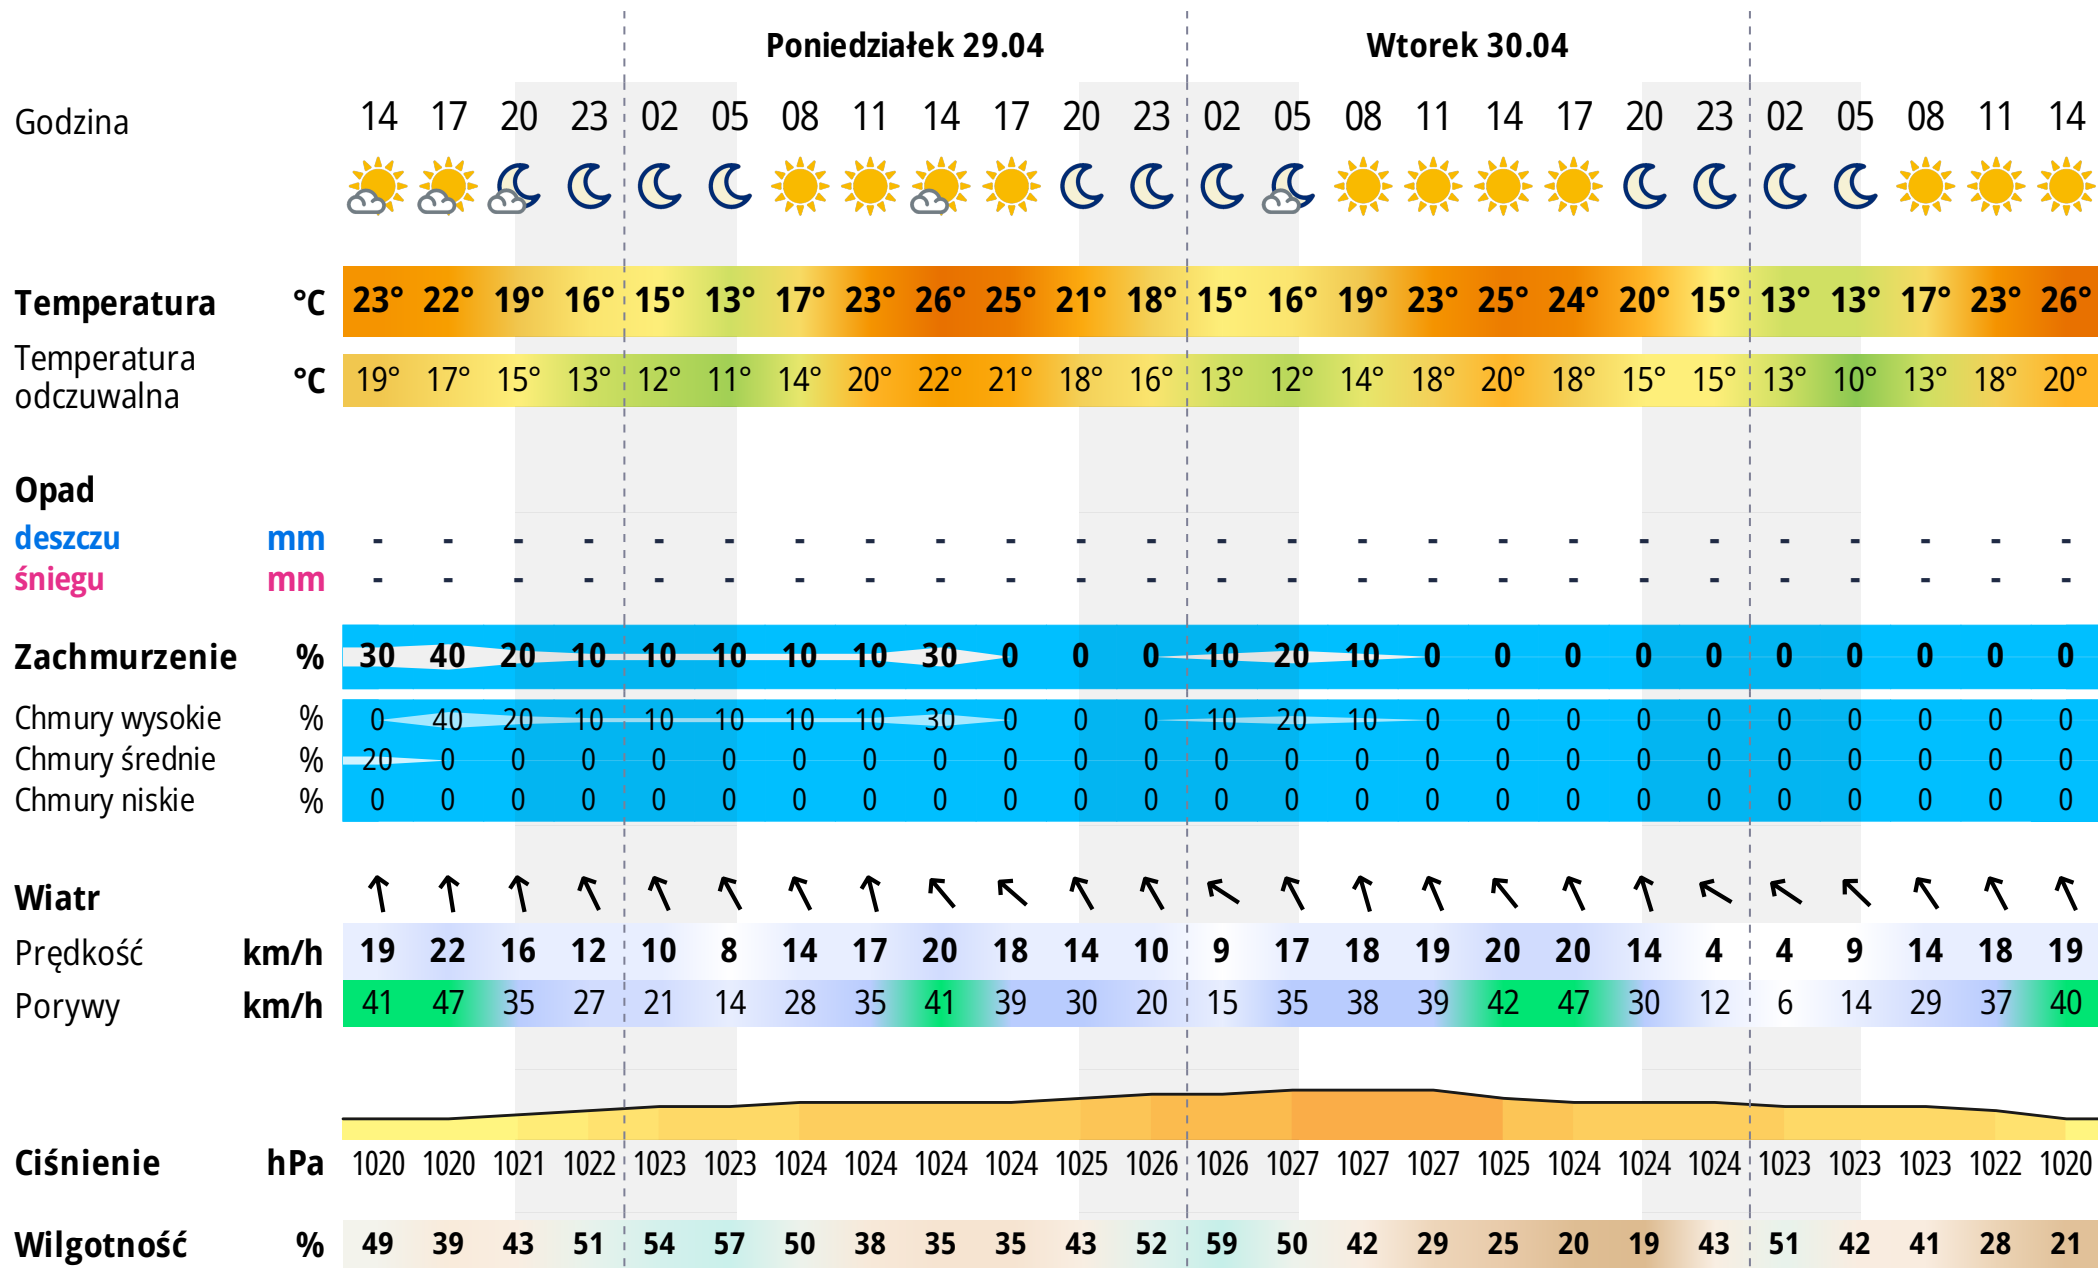 Poniedziałek 29.04 Wtorek 30.04
Godzina 14 17 20 23 02 05 08 11 14 17 20 23 02 05 08 11 14 17 20 23 02 05 08 11 14
Temperatura °C 23° 22° 19° 16° 15° 13° 17° 23° 26° 25° 21° 18° 15° 16° 19° 23° 25° 24° 20° 15° 13° 13° 17° 23° 26°
Temperatura
odczuwalna °C 19° 17° 15° 13° 12° 11° 14° 20° 22° 21° 18° 16° 13° 12° 14° 18° 20° 18° 15° 15° 13° 10° 13° 18° 20°
Opad
deszczu mm - - - - - - - - - - - - - - - - - - - - - - - - -
śniegu mm - - - - - - - - - - - - - - - - - - - - - - - - -
Zachmurzenie % 30 40 20 10 10 10 10 10 30 0 0 0 10 20 10 0 0 0 0 0 0 0 0 0 0
Chmury wysokie % 0 40 20 10 10 10 10 10 30 0 0 0 10 20 10 0 0 0 0 0 0 0 0 0 0
Chmury średnie % 20 0 0 0 0 0 0 0 0 0 0 0 0 0 0 0 0 0 0 0 0 0 0 0 0
Chmury niskie % 0 0 0 0 0 0 0 0 0 0 0 0 0 0 0 0 0 0 0 0 0 0 0 0 0
Wiatr
Prędkość km/h 19 22 16 12 10 8 14 17 20 18 14 10 9 17 18 19 20 20 14 4 4 9 14 18 19
Porywy km/h 41 47 35 27 21 14 28 35 41 39 30 20 15 35 38 39 42 47 30 12 6 14 29 37 40
Ciśnienie hPa 1020 1020 1021 1022 1023 1023 1024 1024 1024 1024 1025 1026 1026 1027 1027 1027 1025 1024 1024 1024 1023 1023 1023 1022 1020
Wilgotność % 49 39 43 51 54 57 50 38 35 35 43 52 59 50 42 29 25 20 19 43 51 42 41 28 21